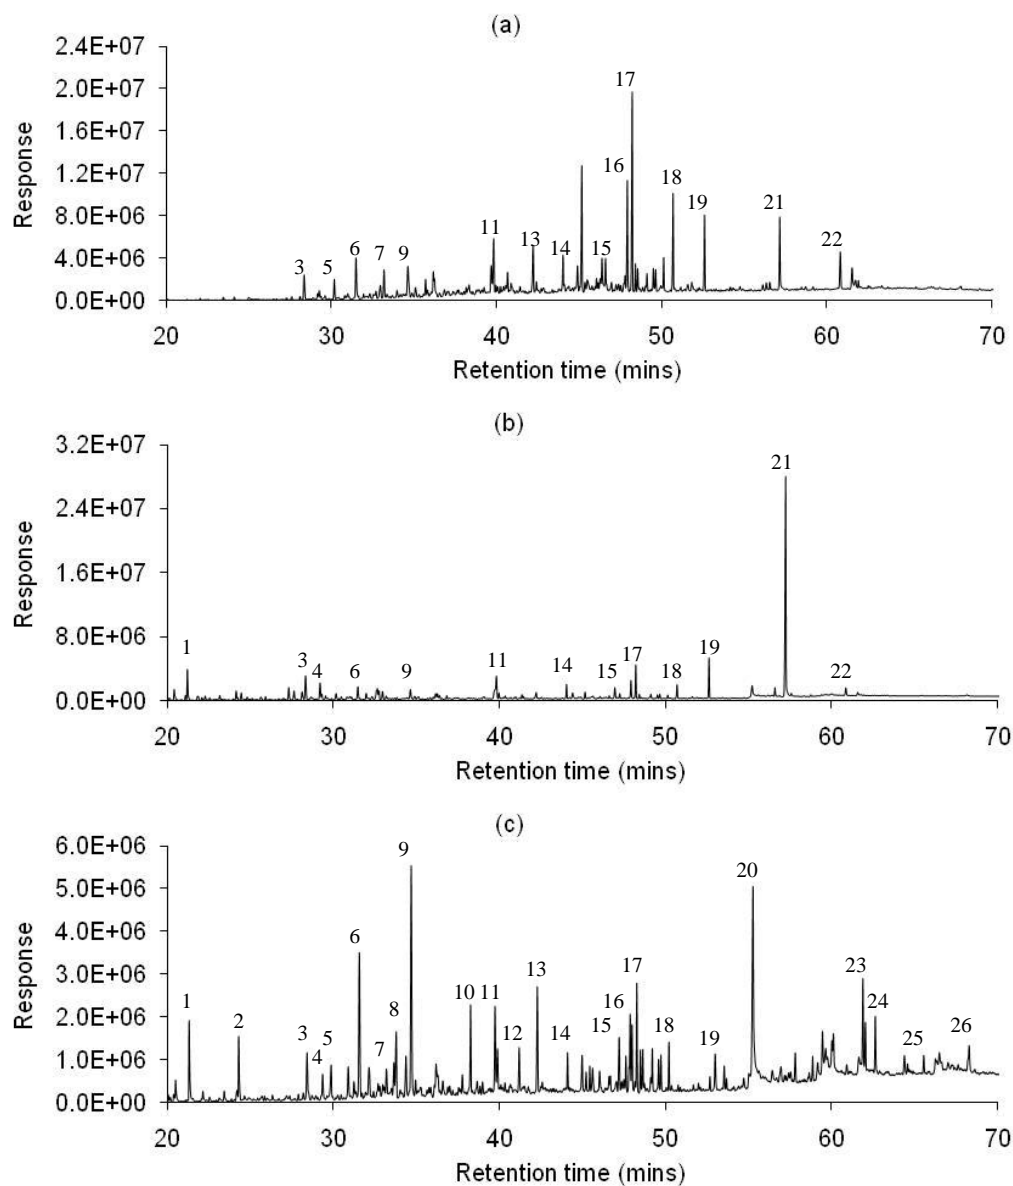 (a)
2.4E+07
2.0E+07
1.6E+07
1.2E+07
8.0E+06
4.0E+06
0.0E+00
Response
3 5 6 7 9 11 13 14 15 16 17 18 19 21 22
20 30 40 50 60 70
Retention time (mins)
(b)
3.2E+07
2.4E+07
1.6E+07
8.0E+06
0.0E+00
Response
1 3 4 6 9 11 14 15 17 18 19 21 22
20 30 40 50 60 70
Retention time (mins)
(c)
6.0E+06
5.0E+06
4.0E+06
3.0E+06
2.0E+06
1.0E+06
0.0E+00
Response
1 2 3 4 5 6 7 8 9 10 11 12 13 14 15 16 17 18 19 20 23 24 25 26
20 30 40 50 60 70
Retention time (mins)